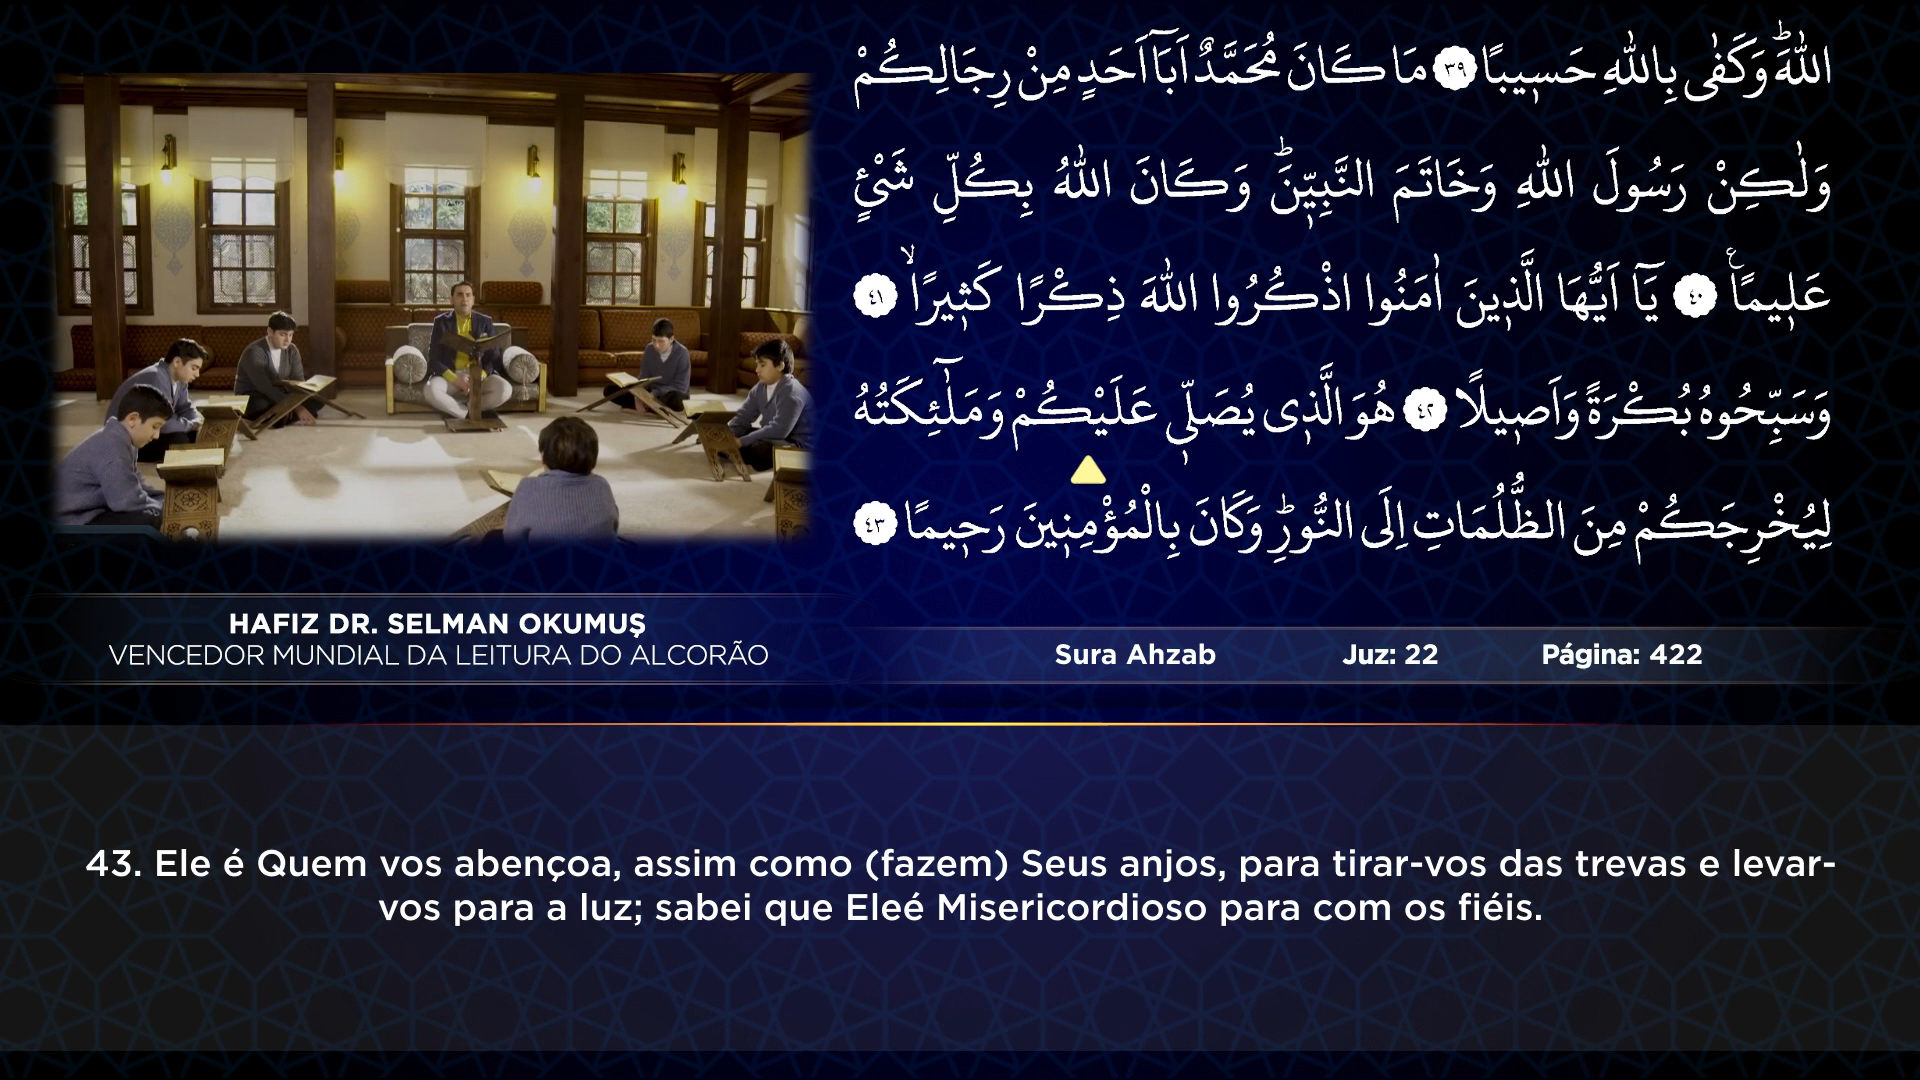 اللّٰهَۜ وَكَفٰى بِاللّٰهِ حَس۪يبًا ﴿٣٩﴾ مَا كَانَ مُحَمَّدٌ اَبَٓا اَحَدٍ مِنْ رِجَالِكُمْ
وَلٰكِنْ رَسُولَ اللّٰهِ وَخَاتَمَ النَّبِيّ۪نَۜ وَكَانَ اللّٰهُ بِكُلِّ شَيْءٍ
عَل۪يمًاۚ ﴿٤٠﴾ يَٓا اَيُّهَا الَّذ۪ينَ اٰمَنُوا اذْكُرُوا اللّٰهَ ذِكْرًا كَث۪يرًاۙ ﴿٤١﴾
وَسَبِّحُوهُ بُكْرَةً وَاَص۪يلًا ﴿٤٢﴾ هُوَ الَّذ۪ى يُصَلّ۪ي عَلَيْكُمْ وَمَلٰٓئِكَتُهُ
لِيُخْرِجَكُمْ مِنَ الظُّلُمَاتِ اِلَى النُّورِۜ وَكَانَ بِالْمُؤْمِن۪ينَ رَح۪يمًا ﴿٤٣﴾
HAFIZ DR. SELMAN OKUMUŞ
VENCEDOR MUNDIAL DA LEITURA DO ALCORÃO
Sura Ahzab Juz: 22 Página: 422
43. Ele é Quem vos abençoa, assim como (fazem) Seus anjos, para tirar-vos das trevas e levar-
vos para a luz; sabei que Eleé Misericordioso para com os fiéis.